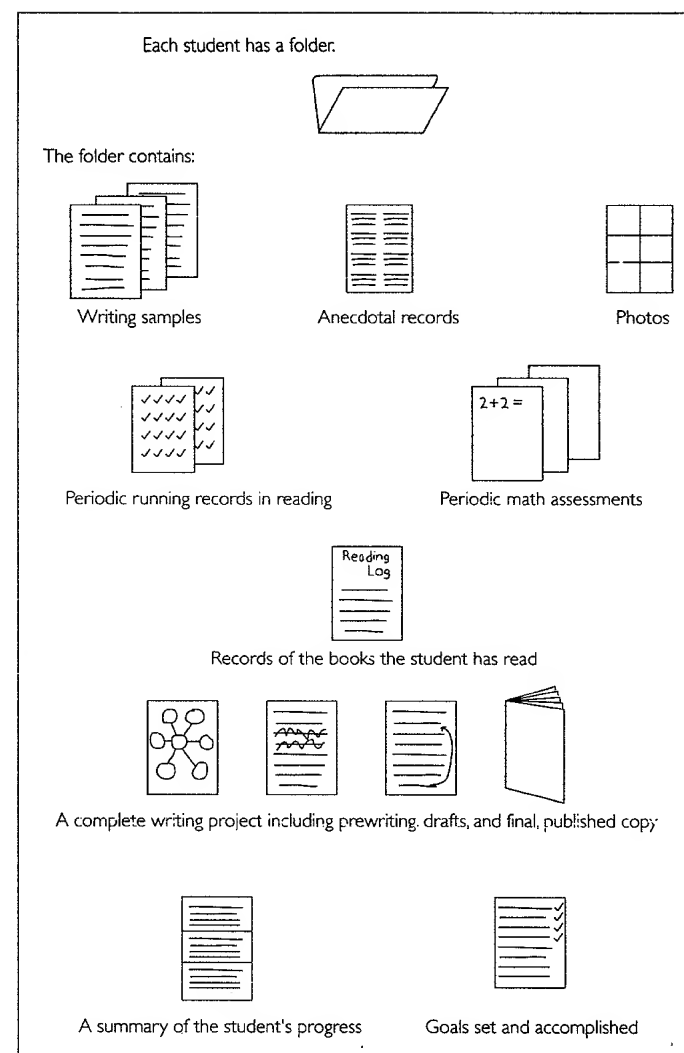 Each student has a folder.
The folder contains:
Writing samples
Anecdotal records
Photos
2+2 =
Periodic running records in reading
Periodic math assessments
Reading
Log
Records of the books the student has read
A complete writing project including prewriting. drafts, and final, published copy
A summary of the student's progress
Goals set and accomplished